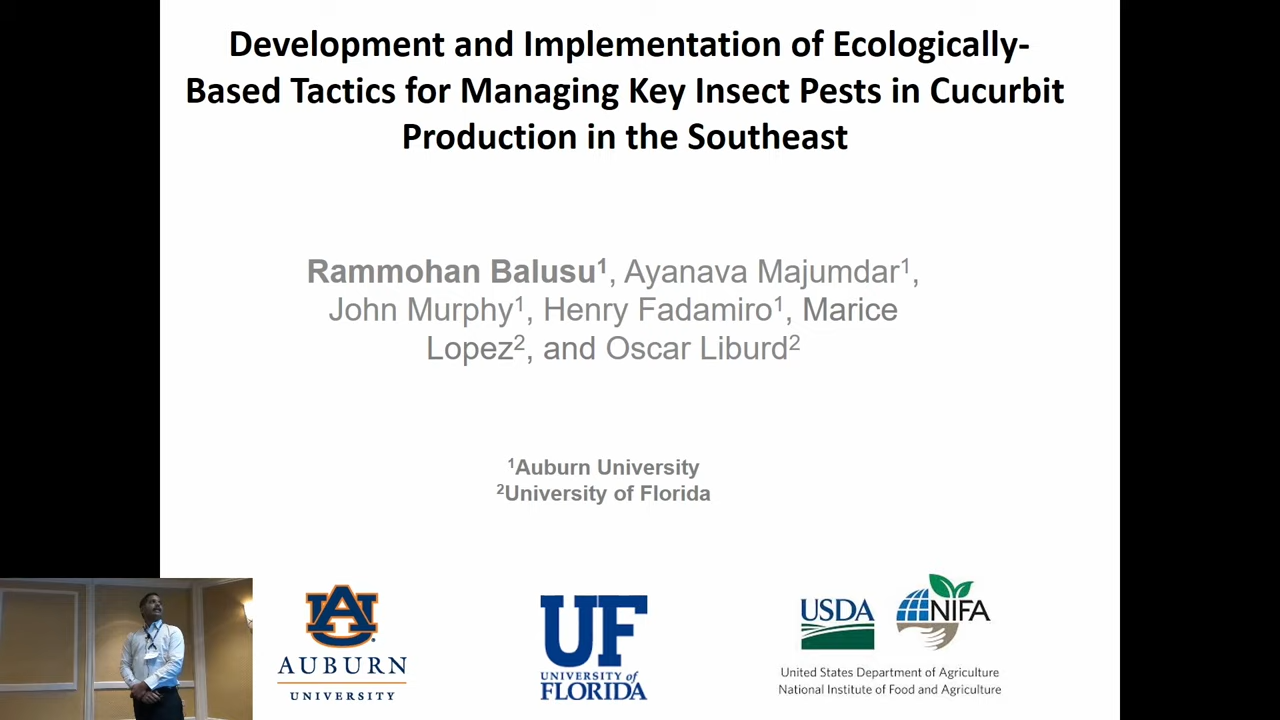 Development and Implementation of Ecologically-
Based Tactics for Managing Key Insect Pests in Cucurbit
Production in the Southeast
Rammohan Balusu¹, Ayanava Majumdar¹,
John Murphy¹, Henry Fadamiro¹, Marice
Lopez², and Oscar Liburd²
¹Auburn University
²University of Florida
AU
AUBURN
UNIVERSITY
UF
UNIVERSITY of
FLORIDA
USDA
NIFA
United States Department of Agriculture
National Institute of Food and Agriculture